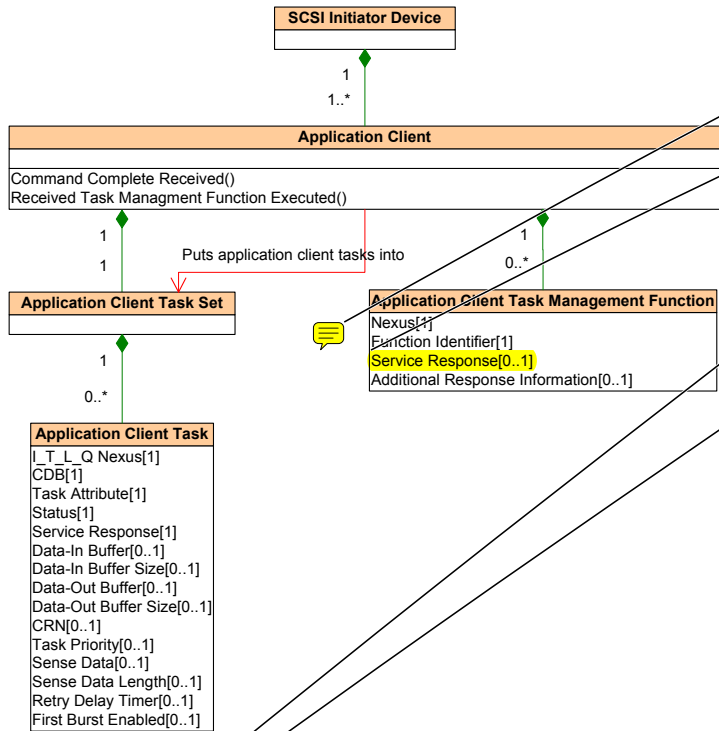 SCSI Initiator Device
1
1..*
Application Client
Command Complete Received()
Received Task Managment Function Executed()
1
1
Puts application client tasks into
1
0..*
Application Client Task Set
Application Client Task Management Function
Nexus[1]
Function Identifier[1]
Service Response[0..1]
Additional Response Information[0..1]
1
0..*
Application Client Task
I_T_L_Q Nexus[1]
CDB[1]
Task Attribute[1]
Status[1]
Service Response[1]
Data-In Buffer[0..1]
Data-In Buffer Size[0..1]
Data-Out Buffer[0..1]
Data-Out Buffer Size[0..1]
CRN[0..1]
Task Priority[0..1]
Sense Data[0..1]
Sense Data Length[0..1]
Retry Delay Timer[0..1]
First Burst Enabled[0..1]